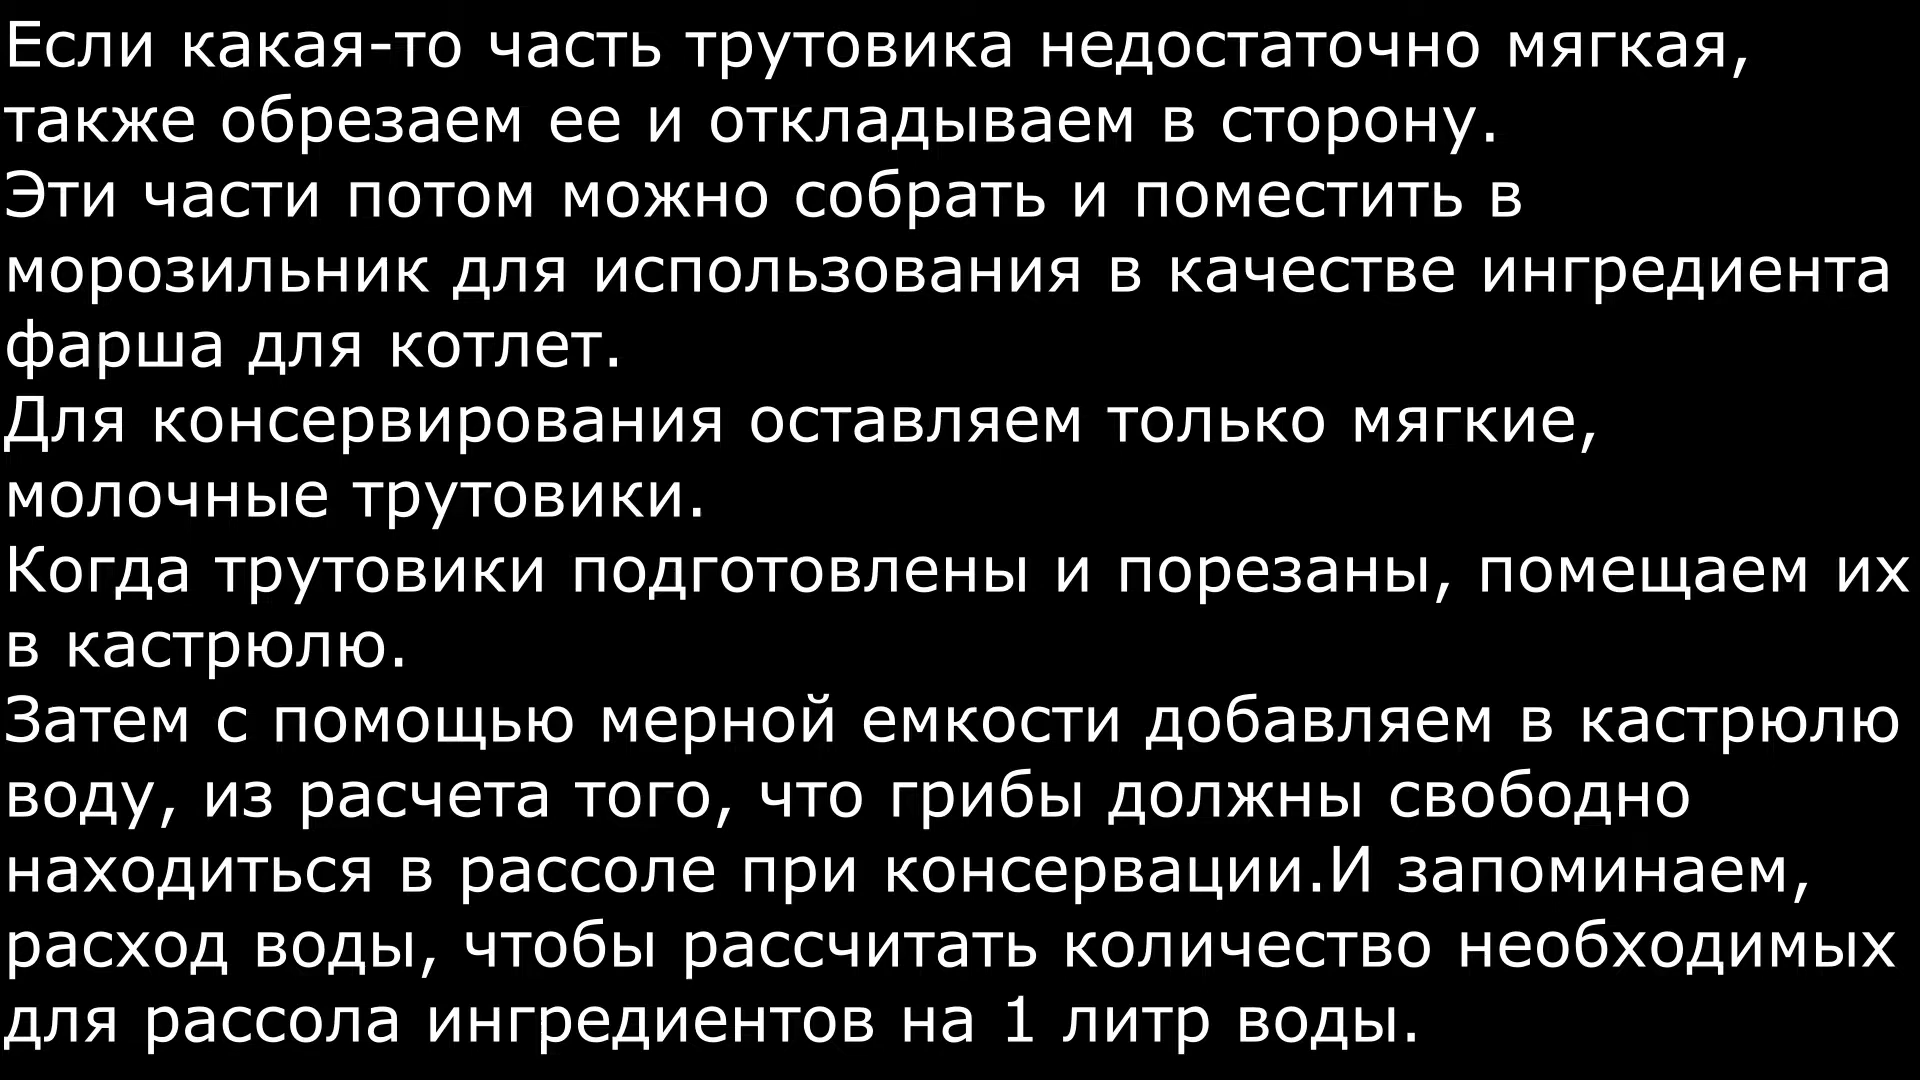 Если какая-то часть трутовика недостаточно мягкая,
также обрезаем ее и откладываем в сторону.
Эти части потом можно собрать и поместить в
морозильник для использования в качестве ингредиента
фарша для котлет.
Для консервирования оставляем только мягкие,
молочные трутовики.
Когда трутовики подготовлены и порезаны, помещаем их
в кастрюлю.
Затем с помощью мерной емкости добавляем в кастрюлю
воду, из расчета того, что грибы должны свободно
находиться в рассоле при консервации.И запоминаем,
расход воды, чтобы рассчитать количество необходимых
для рассола ингредиентов на 1 литр воды.